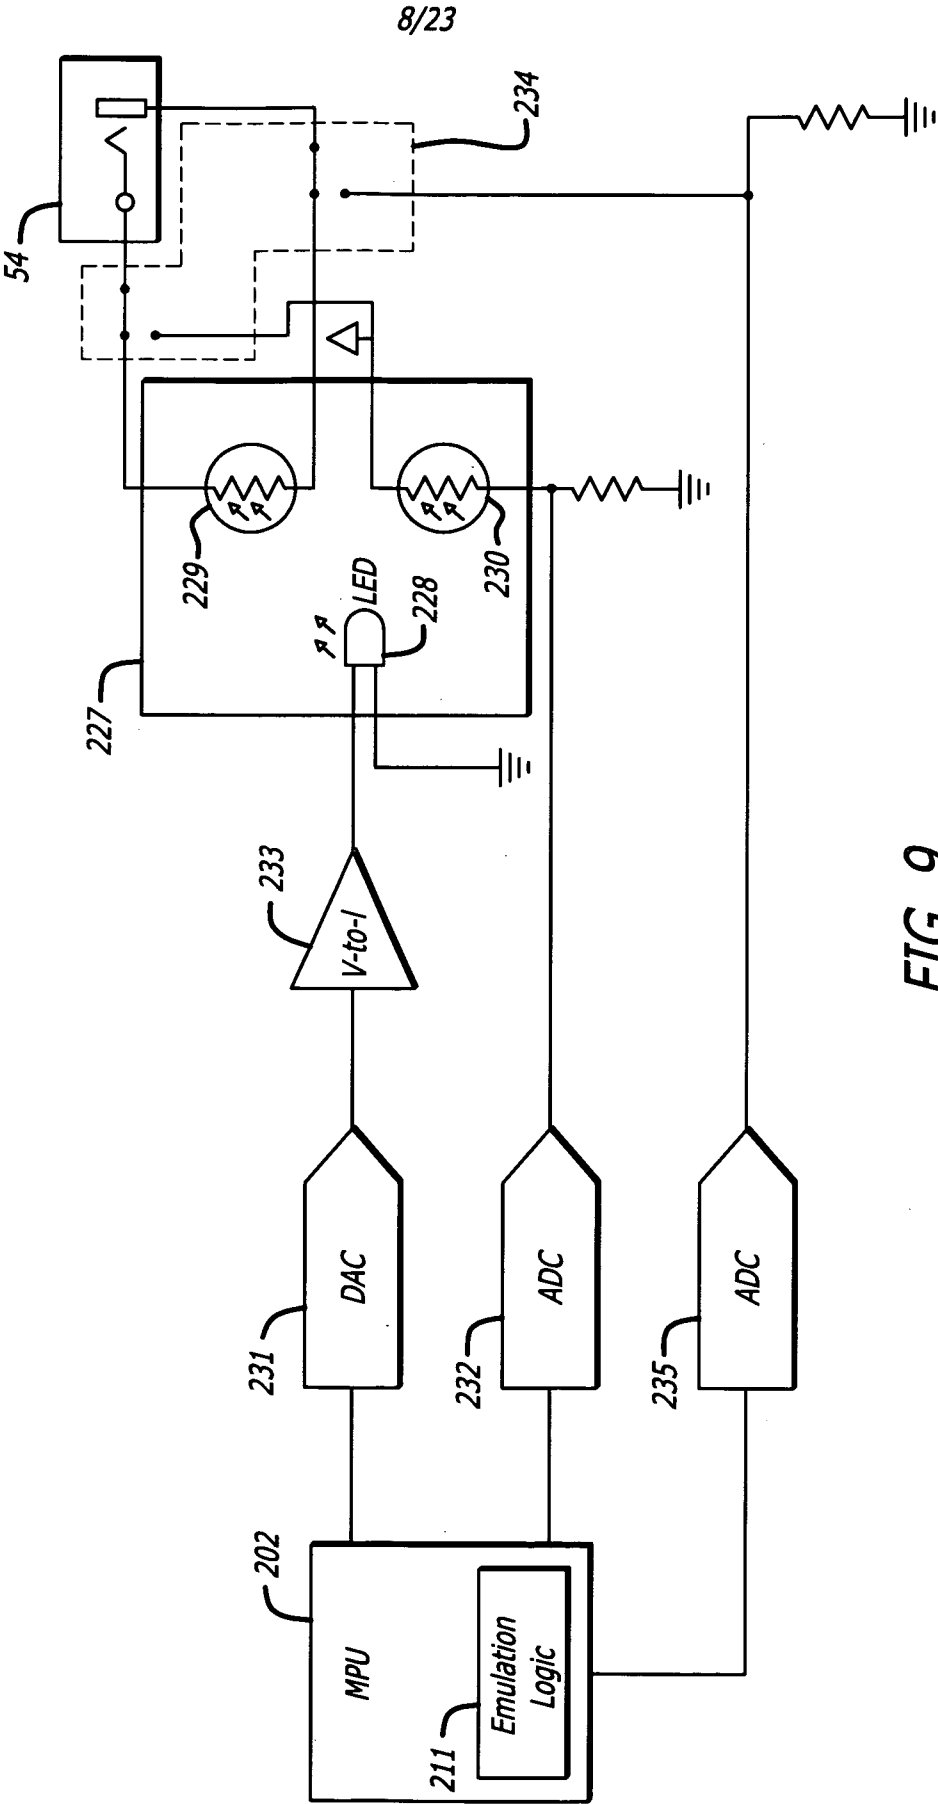 8/23
54
234
227
229
230
LED
228
233
V-to-I
231
DAC
232
ADC
235
ADC
202
MPU
211
Emulation
Logic
FIG. 9